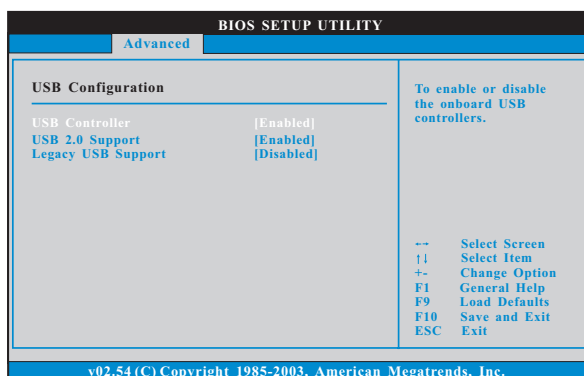 BIOS SETUP UTILITY
Advanced
USB Configuration
USB Controller [Enabled]
USB 2.0 Support [Enabled]
Legacy USB Support [Disabled]
To enable or disable
the onboard USB
controllers.
←→ Select Screen
↑↓ Select Item
+- Change Option
F1 General Help
F9 Load Defaults
F10 Save and Exit
ESC Exit
v02.54 (C) Copyright 1985-2003, American Megatrends, Inc.